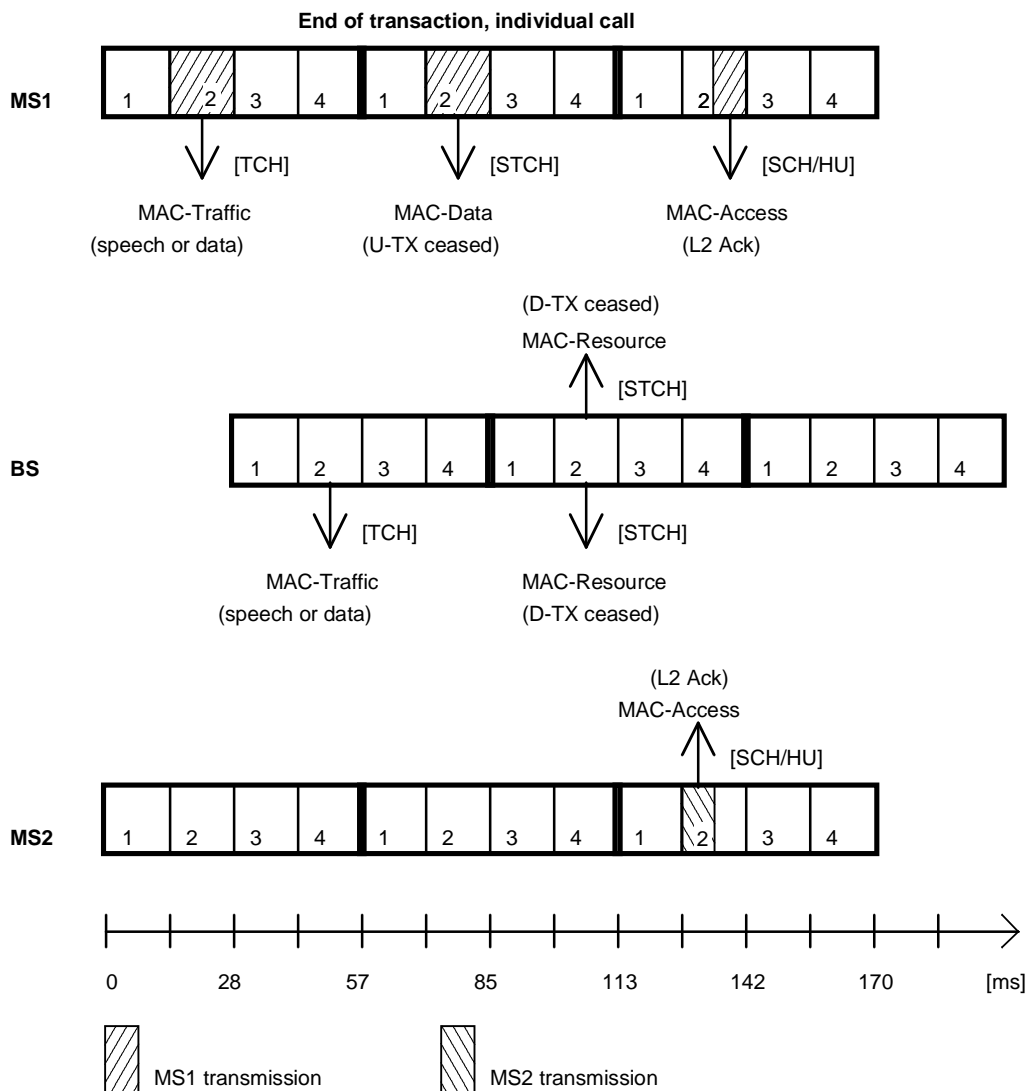 End of transaction, individual call
MS1
1 2 3 4 1 2 3 4 1 2 3 4
[TCH] [STCH] [SCH/HU]
MAC-Traffic MAC-Data MAC-Access
(speech or data) (U-TX ceased) (L2 Ack)
(D-TX ceased)
MAC-Resource
[STCH]
BS
1 2 3 4 1 2 3 4 1 2 3 4
[TCH] [STCH]
MAC-Traffic MAC-Resource
(speech or data) (D-TX ceased)
(L2 Ack)
MAC-Access
[SCH/HU]
MS2
1 2 3 4 1 2 3 4 1 2 3 4
0 28 57 85 113 142 170 [ms]
MS1 transmission MS2 transmission